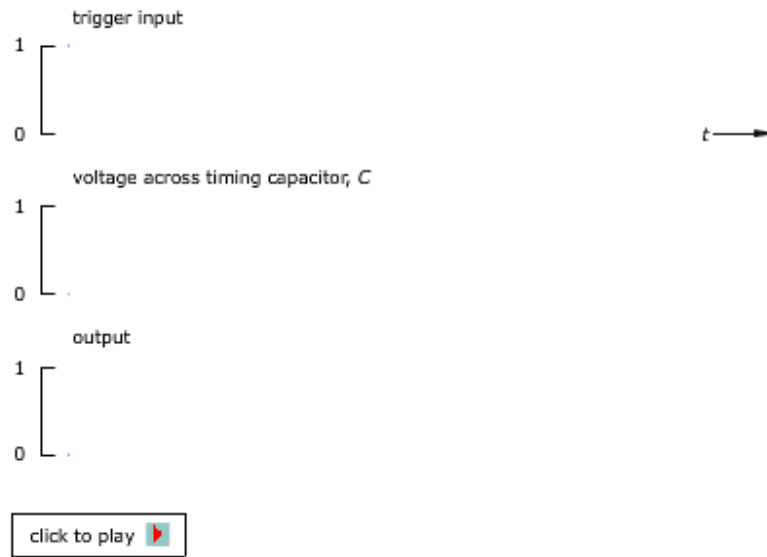 trigger input
1
0
t
voltage across timing capacitor, C
1
0
output
1
0
click to play